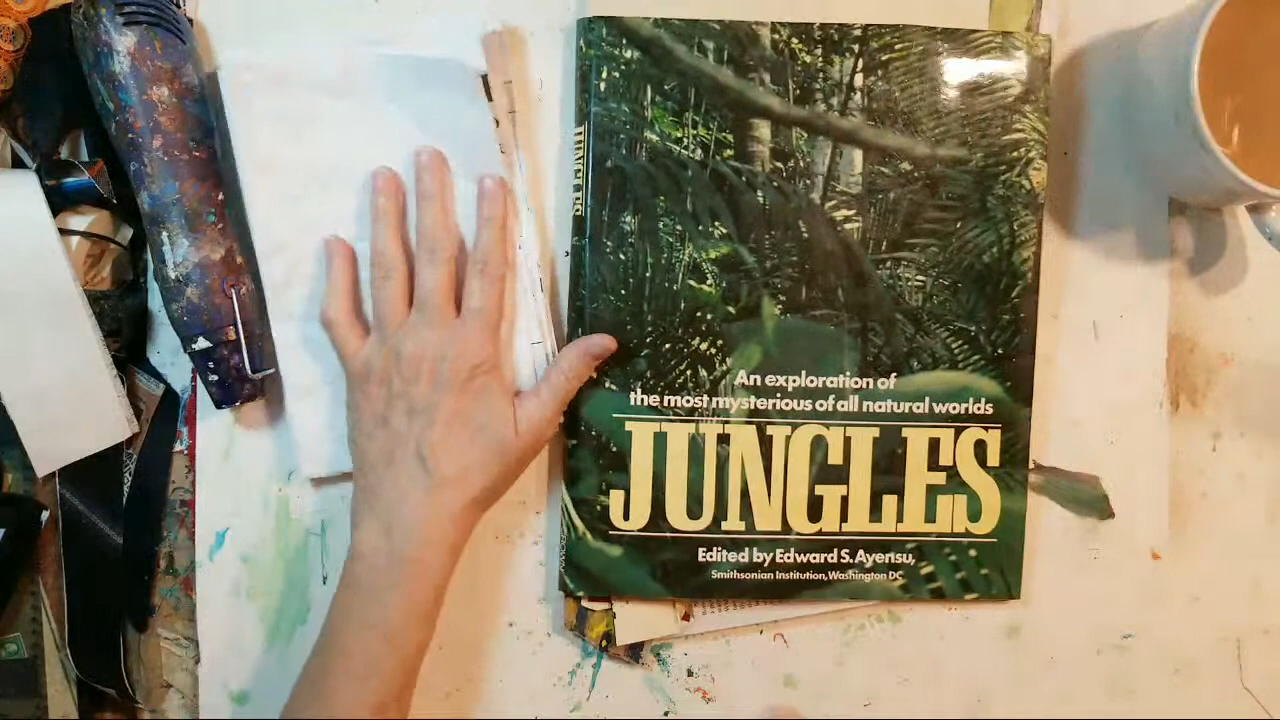 JUNGLES
An exploration of
the most mysterious of all natural worlds
JUNGLES
Edited by Edward S. Ayensu,
Smithsonian Institution, Washington DC